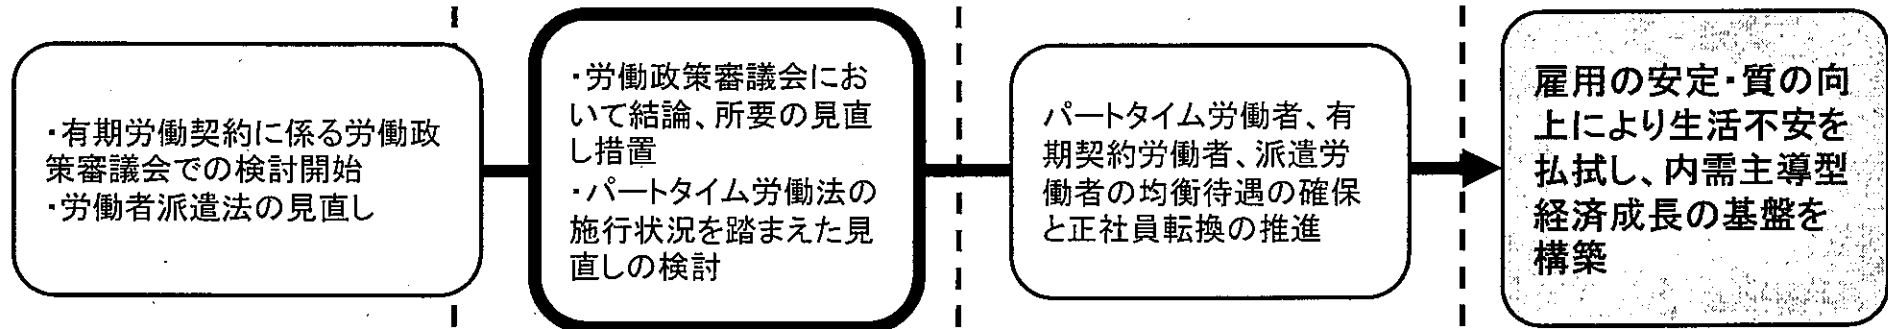 ・有期労働契約に係る労働政
策審議会での検討開始
・労働者派遣法の見直し
・労働政策審議会にお
いて結論、所要の見直
し措置
・パートタイム労働法の
施行状況を踏まえた見
直しの検討
パートタイム労働者、有
期契約労働者、派遣労
働者の均衡待遇の確保
と正社員転換の推進
雇用の安定・質の向
上により生活不安を
払拭し、内需主導型
経済成長の基盤を
構築